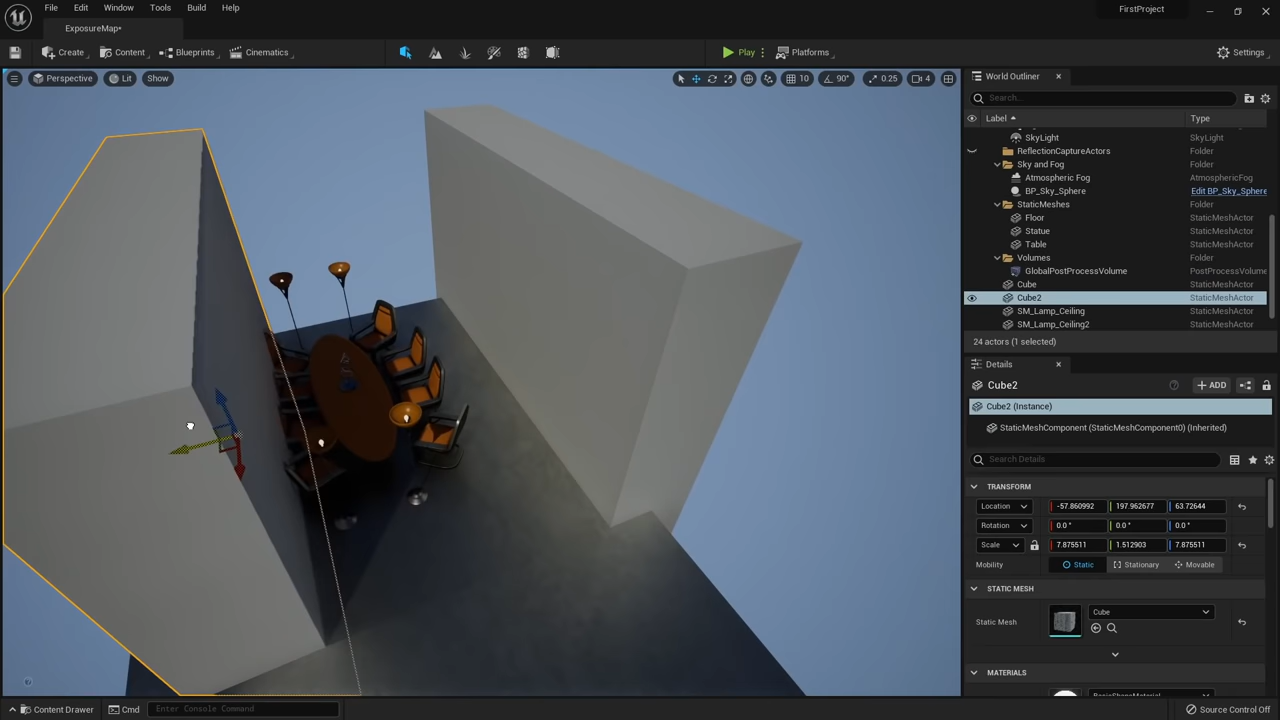 File Edit Window Tools Build Help
FirstProject
ExposureMap*
Create Content Blueprints Cinematics Play Platforms Settings
Perspective Lit Show 10 90° 0.25 4
World Outliner
Search...
Label Type
SkyLight SkyLight
ReflectionCaptureActors Folder
Sky and Fog Folder
Atmospheric Fog AtmosphericFog
BP_Sky_Sphere Edit BP_Sky_Sphere
StaticMeshes Folder
Floor StaticMeshActor
Statue StaticMeshActor
Table StaticMeshActor
Volumes Folder
GlobalPostProcessVolume PostProcessVolume
Cube StaticMeshActor
Cube2 StaticMeshActor
SM_Lamp_Ceiling StaticMeshActor
SM_Lamp_Ceiling2 StaticMeshActor
24 actors (1 selected)
Details
Cube2 ADD
Cube2 (Instance)
StaticMeshComponent (StaticMeshComponent0) (Inherited)
Search Details
TRANSFORM
Location -57.860992 197.962677 63.72644
Rotation 0.0 ° 0.0 ° 0.0 °
Scale 7.875511 1.512903 7.875511
Mobility Static Stationary Movable
STATIC MESH
Static Mesh Cube
MATERIALS
BasicShapeMaterial
Content Drawer Cmd Enter Console Command Source Control Off